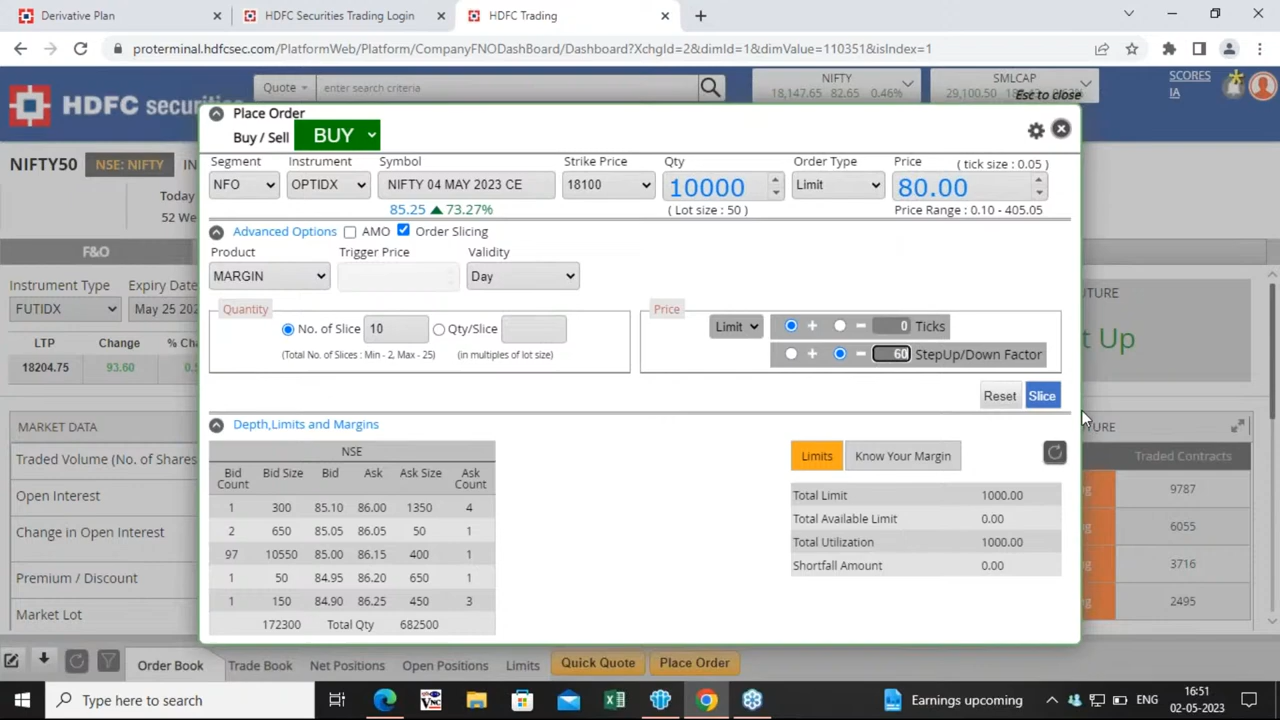 Derivative Plan HDFC Securities Trading Login HDFC Trading
proterminal.hdfcsec.com/PlatformWeb/Platform/CompanyFNODashBoard/Dashboard?XchgId=2&dimId=1&dimValue=110351&isIndex=1
HDFC securi Quote enter search criteria NIFTY SMLCAP SCORES
18,147.65 82.65 0.46% 29,100.50 IA
Esc to close
Place Order
Buy / Sell BUY
NIFTY50 NSE: NIFTY IN
Segment Instrument Symbol Strike Price Qty Order Type Price ( tick size : 0.05 )
NFO OPTIDX NIFTY 04 MAY 2023 CE 18100 10000 Limit 80.00
85.25 73.27% ( Lot size : 50 ) Price Range : 0.10 - 405.05
Today
52 We
Advanced Options AMO Order Slicing
F&O
Product Trigger Price Validity
MARGIN Day
Instrument Type Expiry Date
FUTIDX May 25 202
UTURE
Quantity Price
No. of Slice 10 Qty/Slice Limit + − 0 Ticks
(Total No. of Slices : Min - 2, Max - 25) (in multiples of lot size) + − 60 StepUp/Down Factor
t Up
LTP Change % Ch
18204.75 93.60 0.5
Reset Slice
MARKET DATA Depth,Limits and Margins YURE
NSE
Limits Know Your Margin
Traded Volume (No. of Shares Traded Contracts
Bid Count Bid Size Bid Ask Ask Size Ask Count
Total Limit 1000.00
Total Available Limit 0.00
Total Utilization 1000.00
Shortfall Amount 0.00
1 300 85.10 86.00 1350 4
2 650 85.05 86.05 50 1
97 10550 85.00 86.15 400 1
1 50 84.95 86.20 650 1
1 150 84.90 86.25 450 3
172300 Total Qty 682500
Open Interest
Change in Open Interest
Premium / Discount
Market Lot
g 9787
g 6055
g 3716
g 2495
Order Book Trade Book Net Positions Open Positions Limits Quick Quote Place Order
Type here to search Earnings upcoming ENG 16:51
02-05-2023